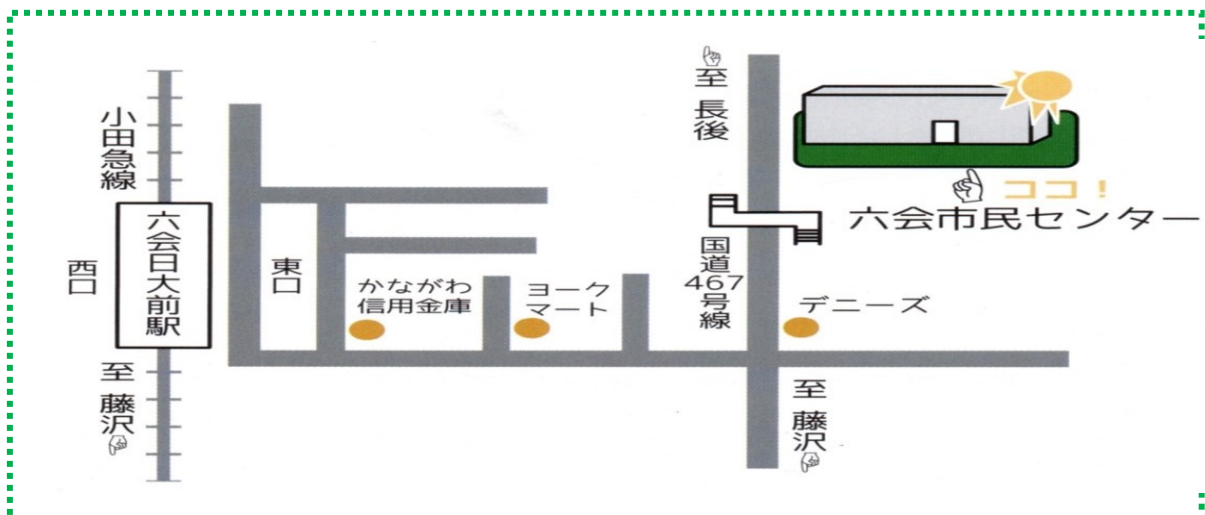 小田急線
六会日大前駅
西口
東口
至 藤沢
かながわ
信用金庫
ヨーク
マート
至 長後
国道
467
号線
ココ！
六会市民センター
デニーズ
至 藤沢